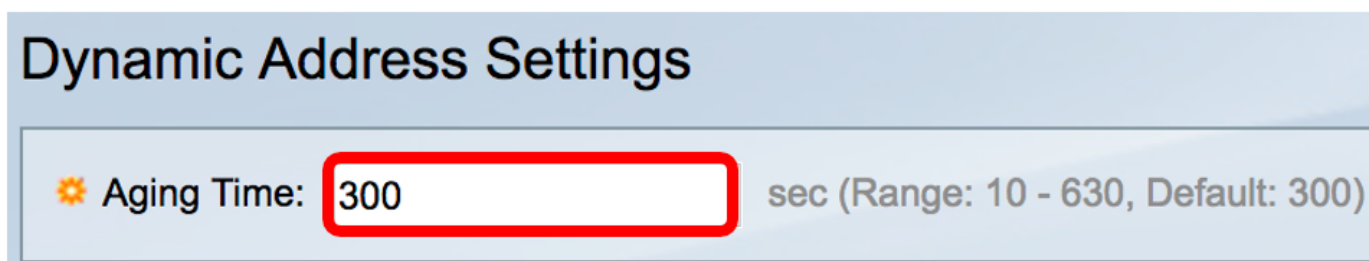 Dynamic Address Settings
Aging Time: 300 sec (Range: 10 - 630, Default: 300)